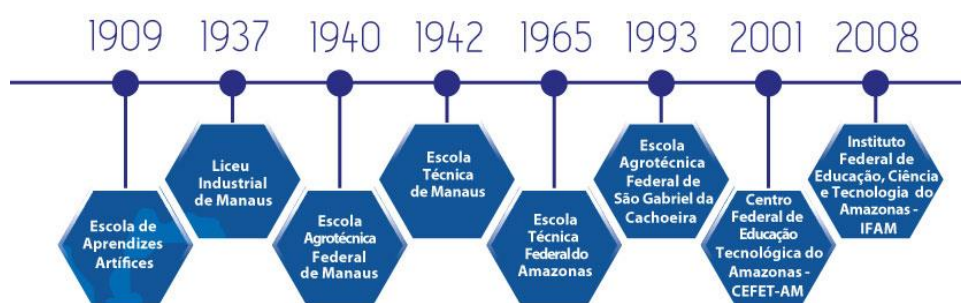 1909 1937 1940 1942 1965 1993 2001 2008
Escola de
Aprendizes
Artífices
Liceu
Industrial
de Manaus
Escola
Agrotécnica
Federal
de Manaus
Escola
Técnica
de Manaus
Escola
Técnica
Federal do
Amazonas
Escola
Agrotécnica
Federal de
São Gabriel da
Cachoeira
Centro
Federal de
Educação
Tecnológica do
Amazonas -
CEFET-AM
Instituto
Federal de
Educação, Ciência
e Tecnologia do
Amazonas -
IFAM